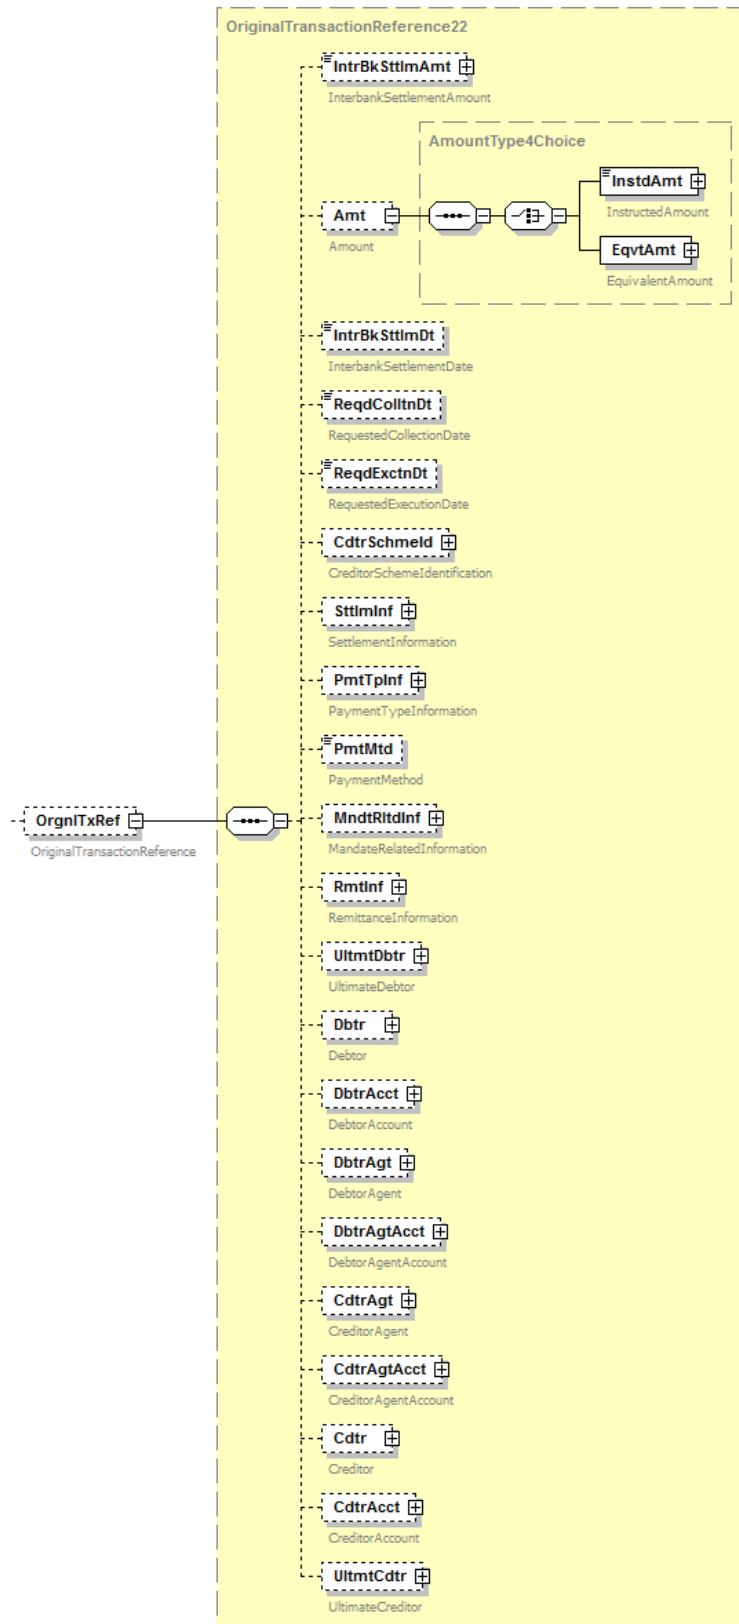 OriginalTransactionReference22
IntrBkSttlmAmt
InterbankSettlementAmount
AmountType4Choice
InstdAmt
InstructedAmount
Amt
Amount
EqvtAmt
EquivalentAmount
IntrBkSttlmDt
InterbankSettlementDate
ReqdColltnDt
RequestedCollectionDate
ReqdExctnDt
RequestedExecutionDate
CdtrSchmeId
CreditorSchemeIdentification
SttlmInf
SettlementInformation
PmtTpInf
PaymentTypeInformation
PmtMtd
PaymentMethod
OrgnlTxRef
OriginalTransactionReference
MndtRltdInf
MandateRelatedInformation
RmtInf
RemittanceInformation
UltmtDbtr
UltimateDebtor
Dbtr
Debtor
DbtrAcct
DebtorAccount
DbtrAgt
DebtorAgent
DbtrAgtAcct
DebtorAgentAccount
CdtrAgt
CreditorAgent
CdtrAgtAcct
CreditorAgentAccount
Cdtr
Creditor
CdtrAcct
CreditorAccount
UltmtCdtr
UltimateCreditor